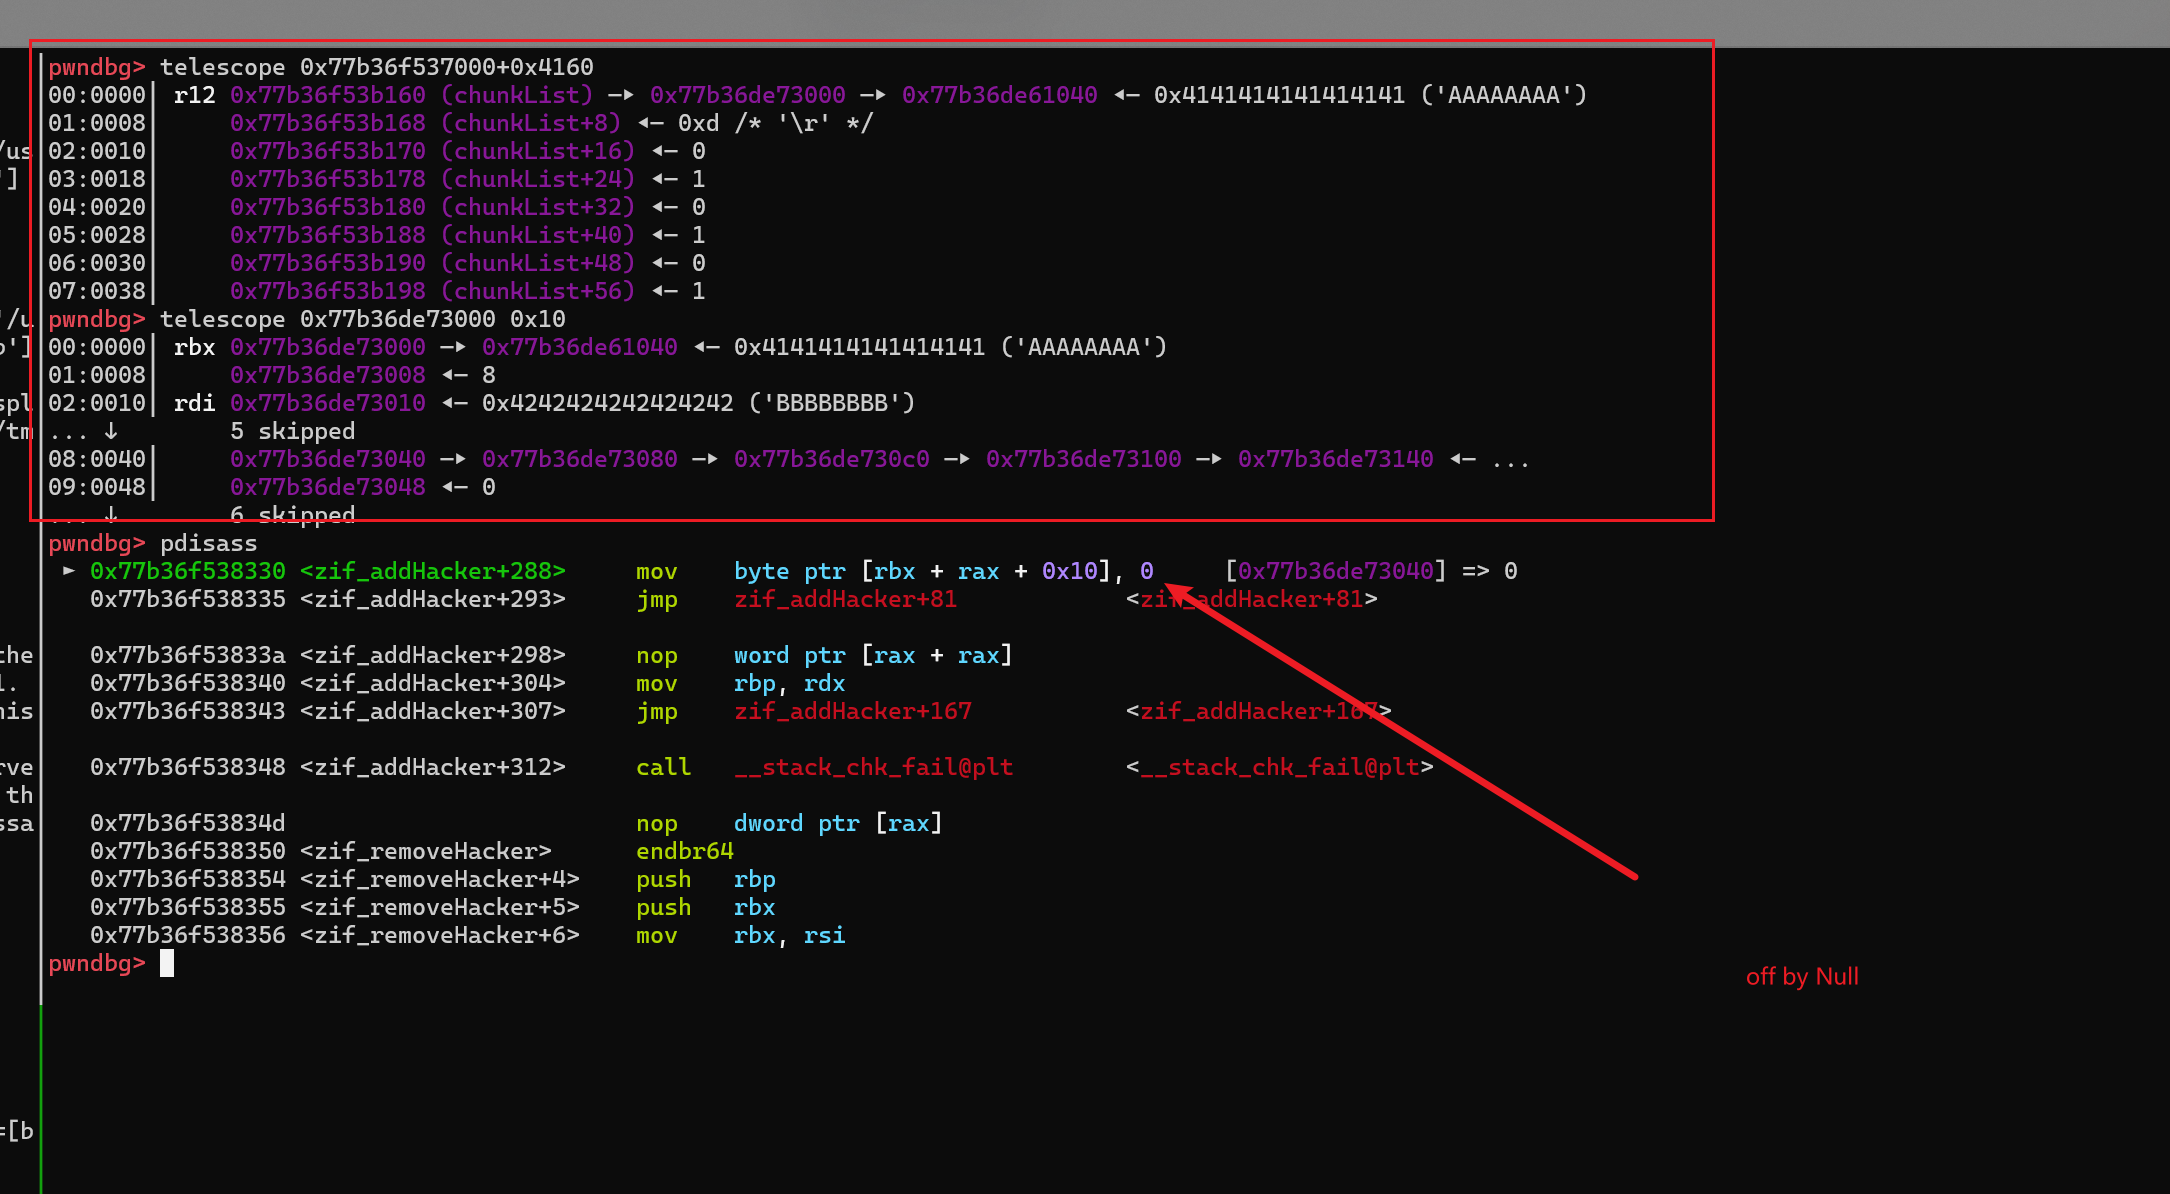 pwndbg> telescope 0x77b36f537000+0x4160
00:0000│ r12 0x77b36f53b160 (chunkList) —▸ 0x77b36de73000 —▸ 0x77b36de61040 ◂— 0x4141414141414141 ('AAAAAAAA')
01:0008│ 0x77b36f53b168 (chunkList+8) ◂— 0xd /* '\r' */
/us
02:0010│ 0x77b36f53b170 (chunkList+16) ◂— 0
']
03:0018│ 0x77b36f53b178 (chunkList+24) ◂— 1
04:0020│ 0x77b36f53b180 (chunkList+32) ◂— 0
05:0028│ 0x77b36f53b188 (chunkList+40) ◂— 1
06:0030│ 0x77b36f53b190 (chunkList+48) ◂— 0
07:0038│ 0x77b36f53b198 (chunkList+56) ◂— 1
'/u
pwndbg> telescope 0x77b36de73000 0x10
']
00:0000│ rbx 0x77b36de73000 —▸ 0x77b36de61040 ◂— 0x4141414141414141 ('AAAAAAAA')
01:0008│ 0x77b36de73008 ◂— 8
spl
02:0010│ rdi 0x77b36de73010 ◂— 0x4242424242424242 ('BBBBBBBB')
/tm
... ↓ 5 skipped
08:0040│ 0x77b36de73040 —▸ 0x77b36de73080 —▸ 0x77b36de730c0 —▸ 0x77b36de73100 —▸ 0x77b36de73140 ◂— ...
09:0048│ 0x77b36de73048 ◂— 0
... ↓ 6 skipped
pwndbg> pdisass
► 0x77b36f538330 <zif_addHacker+288> mov byte ptr [rbx + rax + 0x10], 0 [0x77b36de73040] => 0
0x77b36f538335 <zif_addHacker+293> jmp zif_addHacker+81 <zif_addHacker+81>
the
0x77b36f53833a <zif_addHacker+298> nop word ptr [rax + rax]
l.
0x77b36f538340 <zif_addHacker+304> mov rbp, rdx
his
0x77b36f538343 <zif_addHacker+307> jmp zif_addHacker+167 <zif_addHacker+167>
rve
0x77b36f538348 <zif_addHacker+312> call __stack_chk_fail@plt <__stack_chk_fail@plt>
th
ssa
0x77b36f53834d nop dword ptr [rax]
0x77b36f538350 <zif_removeHacker> endbr64
0x77b36f538354 <zif_removeHacker+4> push rbp
0x77b36f538355 <zif_removeHacker+5> push rbx
0x77b36f538356 <zif_removeHacker+6> mov rbx, rsi
pwndbg>
off by Null
=[b